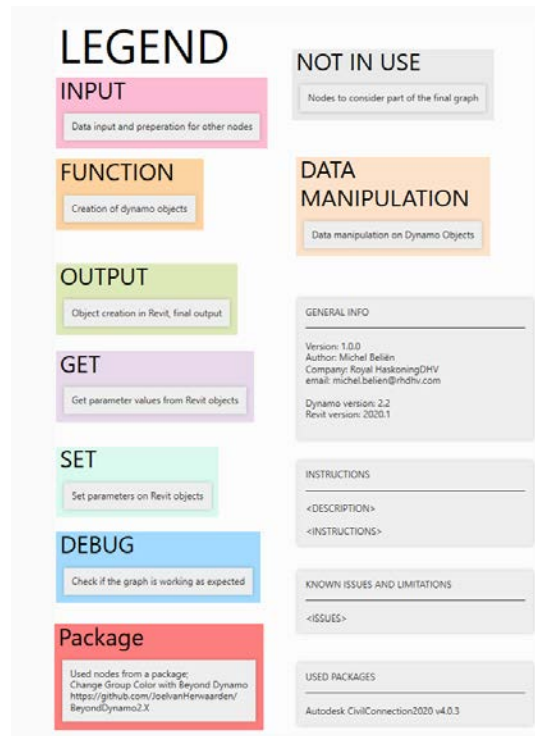 LEGEND
INPUT
Data input and preperation for other nodes
FUNCTION
Creation of dynamo objects
OUTPUT
Object creation in Revit, final output
GET
Get parameter values from Revit objects
SET
Set parameters on Revit objects
DEBUG
Check if the graph is working as expected
Package
Used nodes from a package;
Change Group Color with Beyond Dynamo
https://github.com/JoelvanHerwaarden/
BeyondDynamo2.X
NOT IN USE
Nodes to consider part of the final graph
DATA
MANIPULATION
Data manipulation on Dynamo Objects
GENERAL INFO
Version: 1.0.0
Author: Michel Beliën
Company: Royal HaskoningDHV
email: michel.belien@rhdhv.com
Dynamo version: 2.2
Revit version: 2020.1
INSTRUCTIONS
<DESCRIPTION>
<INSTRUCTIONS>
KNOWN ISSUES AND LIMITATIONS
<ISSUES>
USED PACKAGES
Autodesk CivilConnection2020 v4.0.3